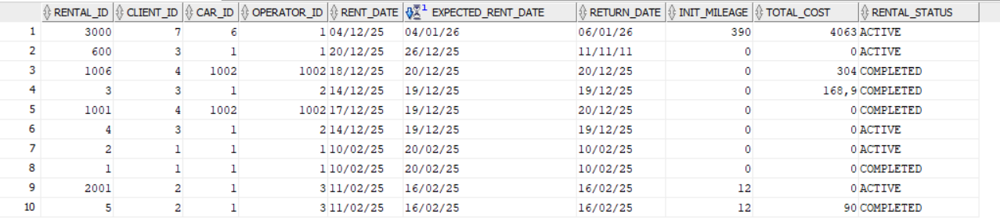 RENTAL_ID CLIENT_ID CAR_ID OPERATOR_ID RENT_DATE 1 EXPECTED_RENT_DATE RETURN_DATE INIT_MILEAGE TOTAL_COST RENTAL_STATUS
1 3000 7 6 1 04/12/25 04/01/26 06/01/26 390 4063 ACTIVE
2 600 3 1 1 20/12/25 26/12/25 11/11/11 0 0 ACTIVE
3 1006 4 1002 1002 18/12/25 20/12/25 20/12/25 0 304 COMPLETED
4 3 3 1 2 14/12/25 19/12/25 19/12/25 0 168,9 COMPLETED
5 1001 4 1002 1002 17/12/25 19/12/25 20/12/25 0 0 COMPLETED
6 4 3 1 2 14/12/25 19/12/25 19/12/25 0 0 ACTIVE
7 2 1 1 1 10/02/25 20/02/25 10/02/25 0 0 ACTIVE
8 1 1 1 1 10/02/25 20/02/25 10/02/25 0 0 COMPLETED
9 2001 2 1 3 11/02/25 16/02/25 16/02/25 12 0 ACTIVE
10 5 2 1 3 11/02/25 16/02/25 16/02/25 12 90 COMPLETED